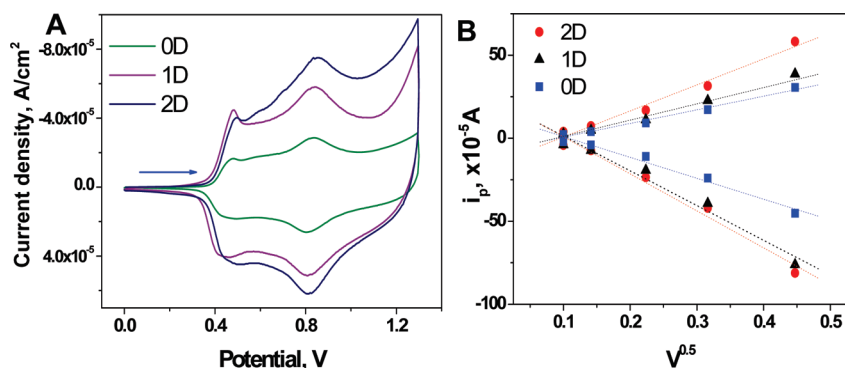 A
-8.0x10⁻⁵
-4.0x10⁻⁵
0.0
4.0x10⁻⁵
Current density, A/cm²
0D
1D
2D
0.0
0.4
0.8
1.2
Potential, V
B
100
50
0
-50
-100
iₚ, x10⁻⁵A
2D
1D
0D
0.1
0.2
0.3
0.4
0.5
V⁰·⁵